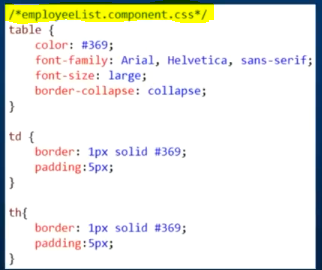 /*employeeList.component.css*/
table {
    color: #369;
    font-family: Arial, Helvetica, sans-serif;
    font-size: large;
    border-collapse: collapse;
}

td {
    border: 1px solid #369;
    padding:5px;
}

th{
    border: 1px solid #369;
    padding:5px;
}